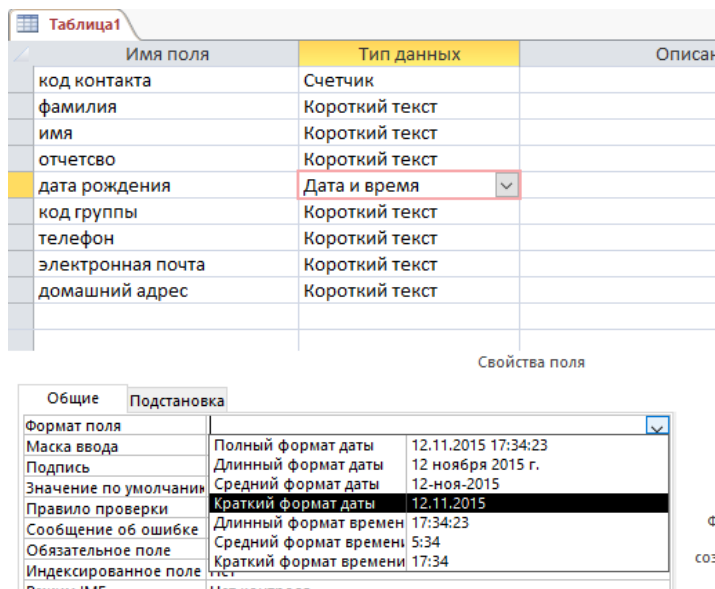 Таблица1
Имя поля Тип данных Описан
код контакта Счетчик
фамилия Короткий текст
имя Короткий текст
отчетсво Короткий текст
дата рождения Дата и время
код группы Короткий текст
телефон Короткий текст
электронная почта Короткий текст
домашний адрес Короткий текст
Свойства поля
Общие Подстановка
Формат поля
Маска ввода Полный формат даты 12.11.2015 17:34:23
Подпись Длинный формат даты 12 ноября 2015 г.
Значение по умолчанию Средний формат даты 12-ноя-2015
Правило проверки Краткий формат даты 12.11.2015
Сообщение об ошибке Длинный формат времен 17:34:23
Обязательное поле Средний формат времени 5:34
Индексированное поле Краткий формат времени 17:34